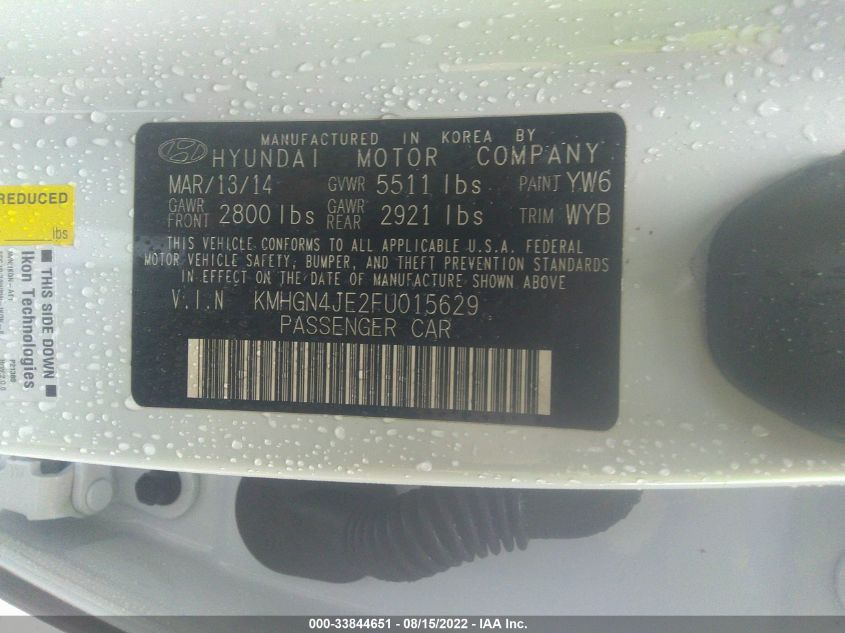 MANUFACTURED IN KOREA BY
HYUNDAI MOTOR COMPANY
MAR/13/14 GVWR 5511 lbs PAINT YW6
GAWR FRONT 2800 lbs GAWR REAR 2921 lbs TRIM WYB
THIS VEHICLE CONFORMS TO ALL APPLICABLE U.S.A. FEDERAL
MOTOR VEHICLE SAFETY, BUMPER, AND THEFT PREVENTION STANDARDS
IN EFFECT ON THE DATE OF MANUFACTURE SHOWN ABOVE
V.I.N KMHGN4JE2FU015629
PASSENGER CAR
REDUCED
lbs
THIS SIDE DOWN
Ikon Technologies
000-33844651 - 08/15/2022 - IAA Inc.